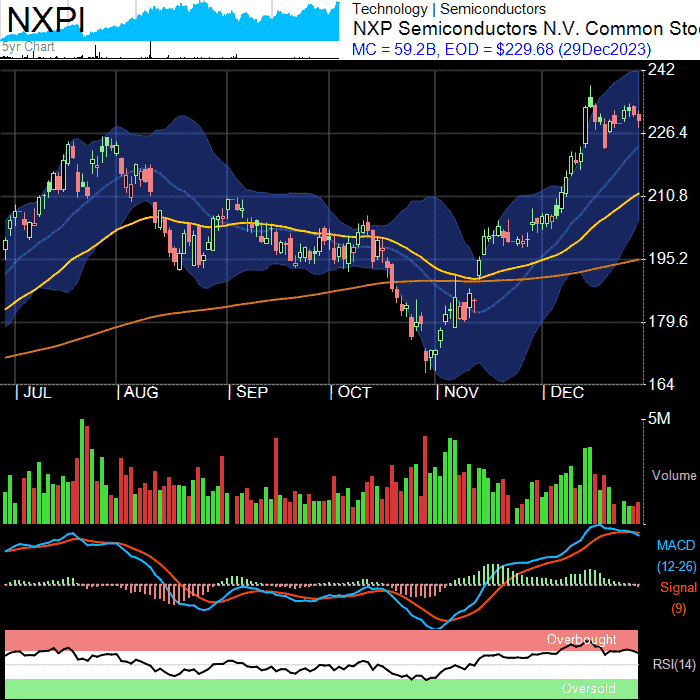 NXPI
5yr Chart
Technology | Semiconductors
NXP Semiconductors N.V. Common Sto
MC = 59.2B, EOD = $229.68 (29Dec2023)
242
226.4
210.8
195.2
179.6
164
| JUL | AUG | SEP | OCT | NOV | DEC
5M
Volume
MACD
(12-26)
Signal
(9)
Overbought
RSI(14)
Oversold